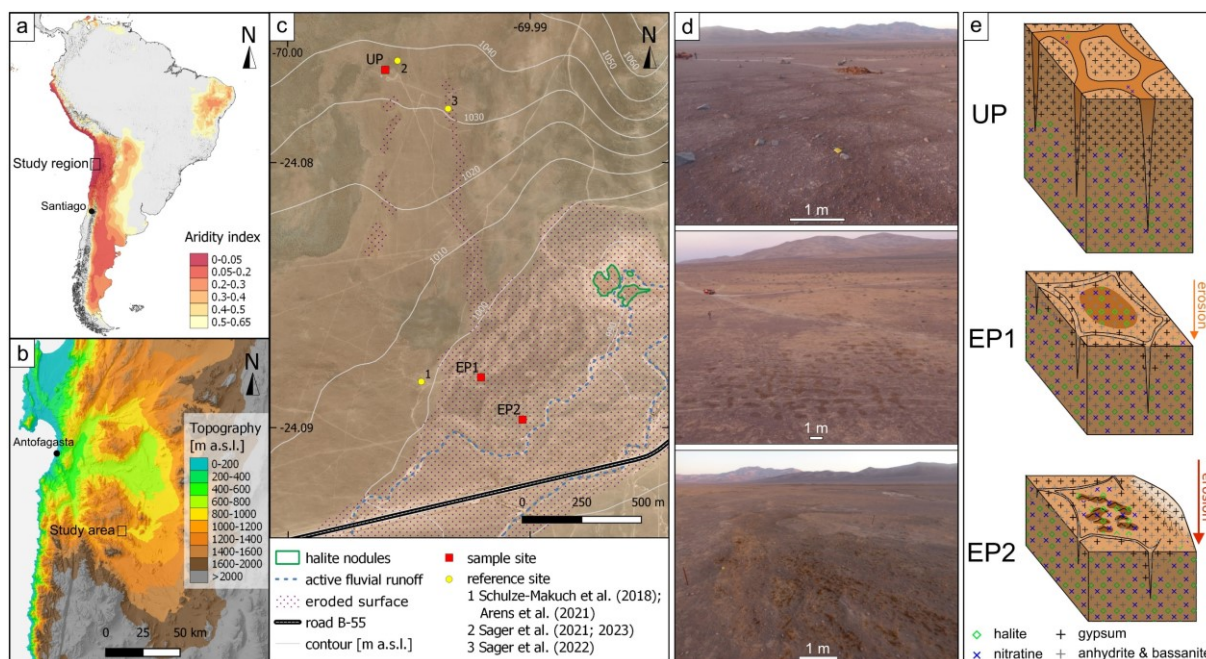 a
N
Study region
Santiago
Aridity index
0-0.05
0.05-0.2
0.2-0.3
0.3-0.4
0.4-0.5
0.5-0.65
b
N
Antofagasta
Topography
[m a.s.l.]
0-200
200-400
400-600
600-800
800-1000
1000-1200
1200-1400
1400-1600
1600-2000
>2000
Study area
0 25 50 km
c
-69.99
N
-70.00
UP
2
1040
1050
1060
3
1030
-24.08
1020
1010
1000
EP1
1
EP2
-24.09
0 250 500 m
halite nodules
active fluvial runoff
eroded surface
road B-55
contour [m a.s.l.]
sample site
reference site
1 Schulze-Makuch et al. (2018);
Arens et al. (2021)
2 Sager et al. (2021; 2023)
3 Sager et al. (2022)
d
1 m
1 m
1 m
e
UP
EP1
erosion
EP2
erosion
halite
gypsum
nitratine
anhydrite & bassanite